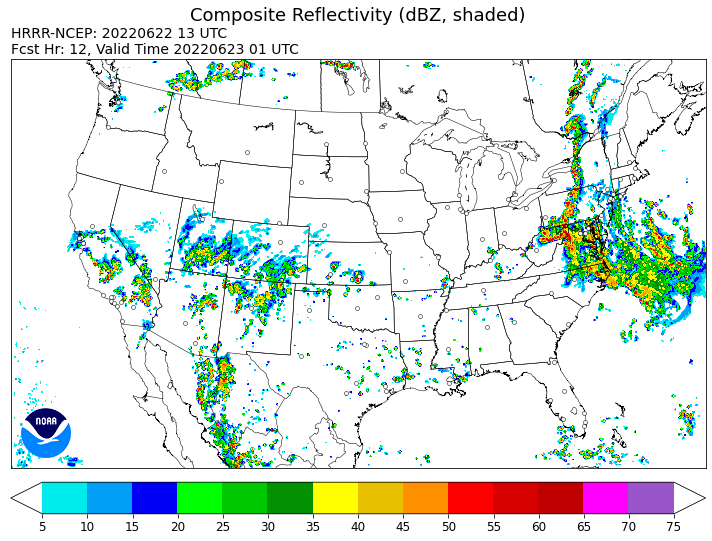 Composite Reflectivity (dBZ, shaded)
HRRR-NCEP: 20220622 13 UTC
Fcst Hr: 12, Valid Time 20220623 01 UTC
NOAA
5 10 15 20 25 30 35 40 45 50 55 60 65 70 75